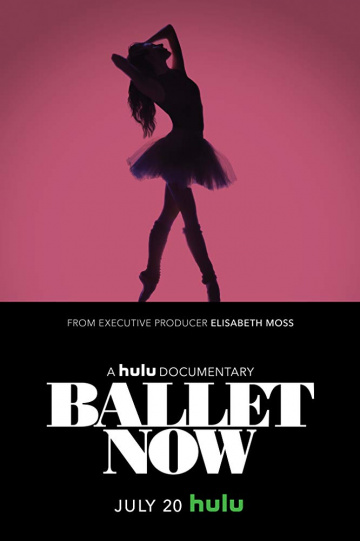 FROM EXECUTIVE PRODUCER ELISABETH MOSS
A hulu DOCUMENTARY
BALLET
NOW
JULY 20 hulu